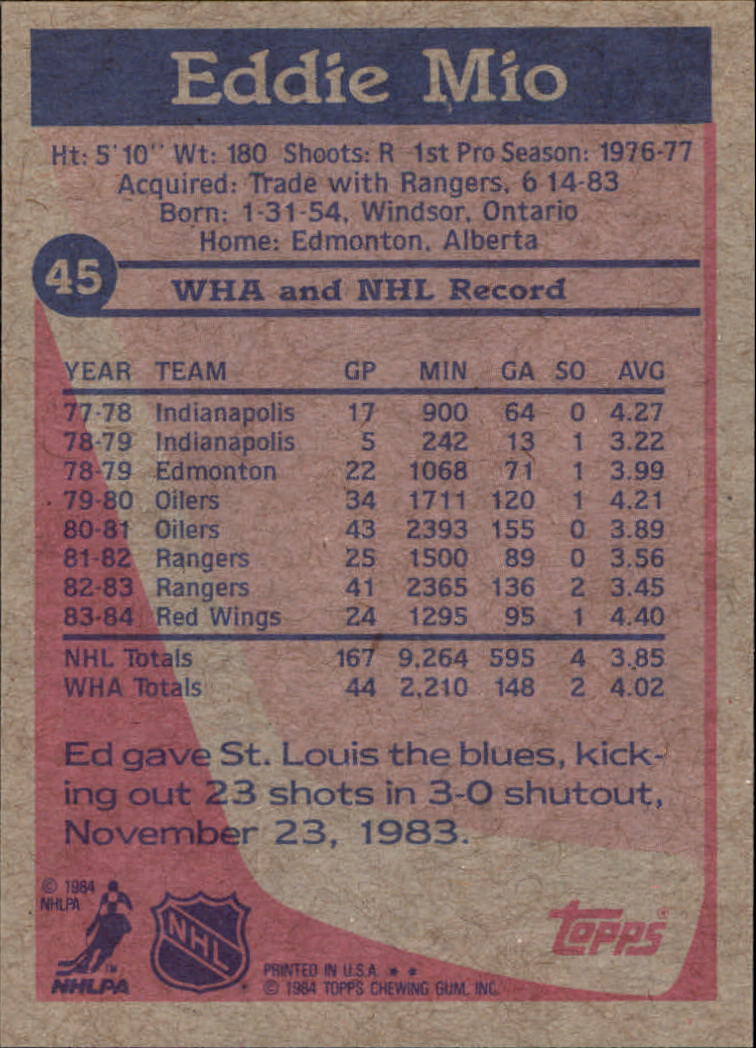 Eddie Mio
Ht: 5'10" Wt: 180 Shoots: R 1st Pro Season: 1976-77
Acquired: Trade with Rangers, 6 14-83
Born: 1-31-54, Windsor, Ontario
Home: Edmonton, Alberta
45
WHA and NHL Record
YEAR TEAM GP MIN GA SO AVG
77-78 Indianapolis 17 900 64 0 4.27
78-79 Indianapolis 5 242 13 1 3.22
78-79 Edmonton 22 1068 71 1 3.99
79-80 Oilers 34 1711 120 1 4.21
80-81 Oilers 43 2393 155 0 3.89
81-82 Rangers 25 1500 89 0 3.56
82-83 Rangers 41 2365 136 2 3.45
83-84 Red Wings 24 1295 95 1 4.40
NHL Totals 167 9,264 595 4 3.85
WHA Totals 44 2,210 148 2 4.02
Ed gave St. Louis the blues, kick-
ing out 23 shots in 3-0 shutout,
November 23, 1983.
© 1984
NHLPA
TM
NHLPA
NHL
PRINTED IN U.S.A. * *
© 1984 TOPPS CHEWING GUM, INC.
Topps®